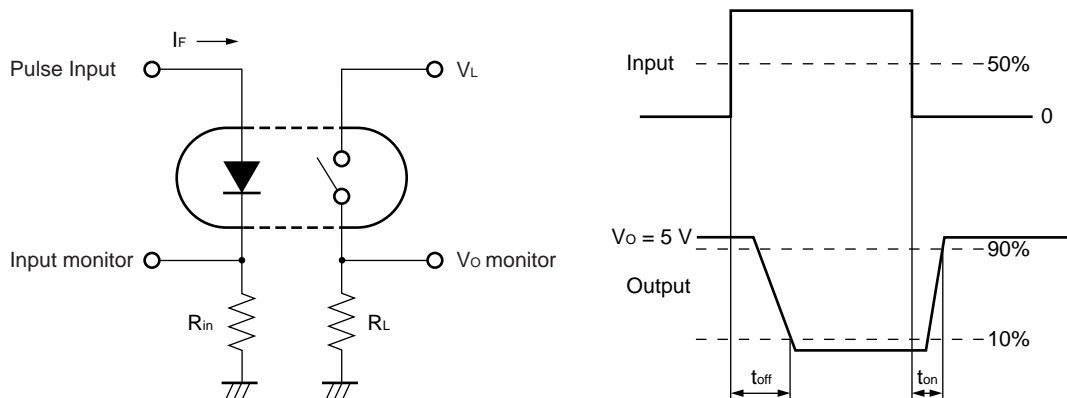 IF
Pulse Input
VL
Input monitor
VO monitor
Rin
RL
Input
50%
0
VO = 5 V
90%
Output
10%
toff
ton